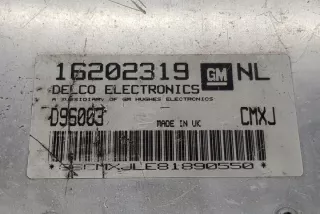 16202319 GM NL
DELCO ELECTRONICS
A SUBSIDIARY OF GM HUGHES ELECTRONICS
D96003 MADE IN UK CMXJ